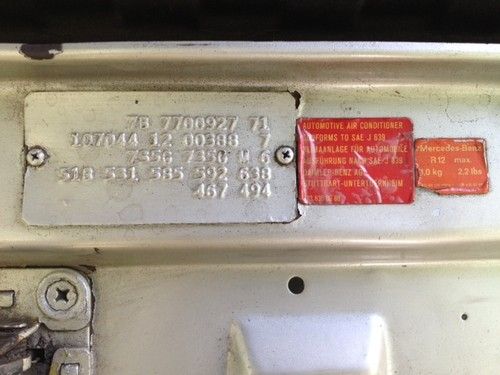 7B 7700927 71
107044 12 00388 7
735G 7350 U 6
51B 531 585 592 638
467 494
AUTOMOTIVE AIR CONDITIONER
CONFORMS TO SAE J 639
KLIMAANLAGE FÜR AUTOMOBILE
AUSFÜHRUNG NACH SAE J 639
DAIMLER-BENZ AG
STUTTGART-UNTERTÜRKHEIM
Mercedes-Benz
R12 max.
1.0 kg 2.2 lbs